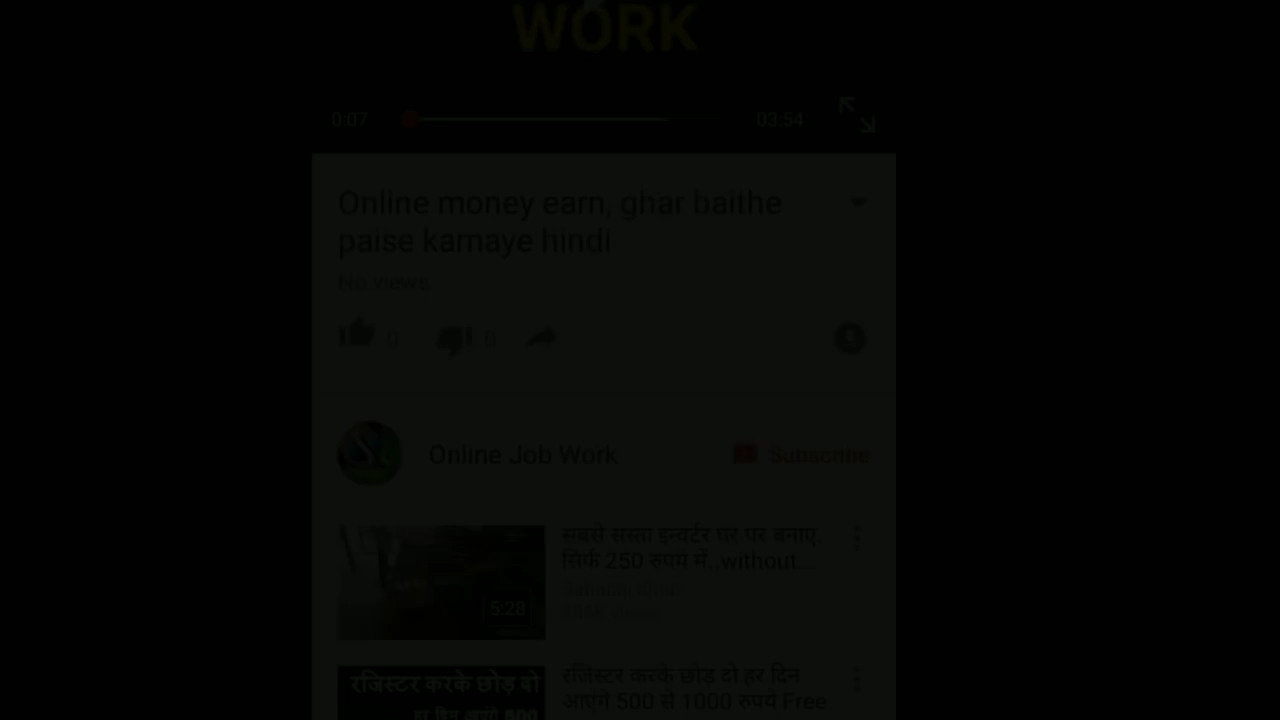 WORK
0:07
03:54
Online money earn, ghar baithe
paise kamaye hindi
No views
0
0
Online Job Work
Subscribe
सबसे सस्ता इन्वर्टर घर पर बनाए,
सिर्फ 250 रुपये में..without...
5:28
रजिस्टर करके छोड़ दो हर दिन
आएंगे 500 से 1000 रुपये Free
रजिस्टर करके छोड़ दो